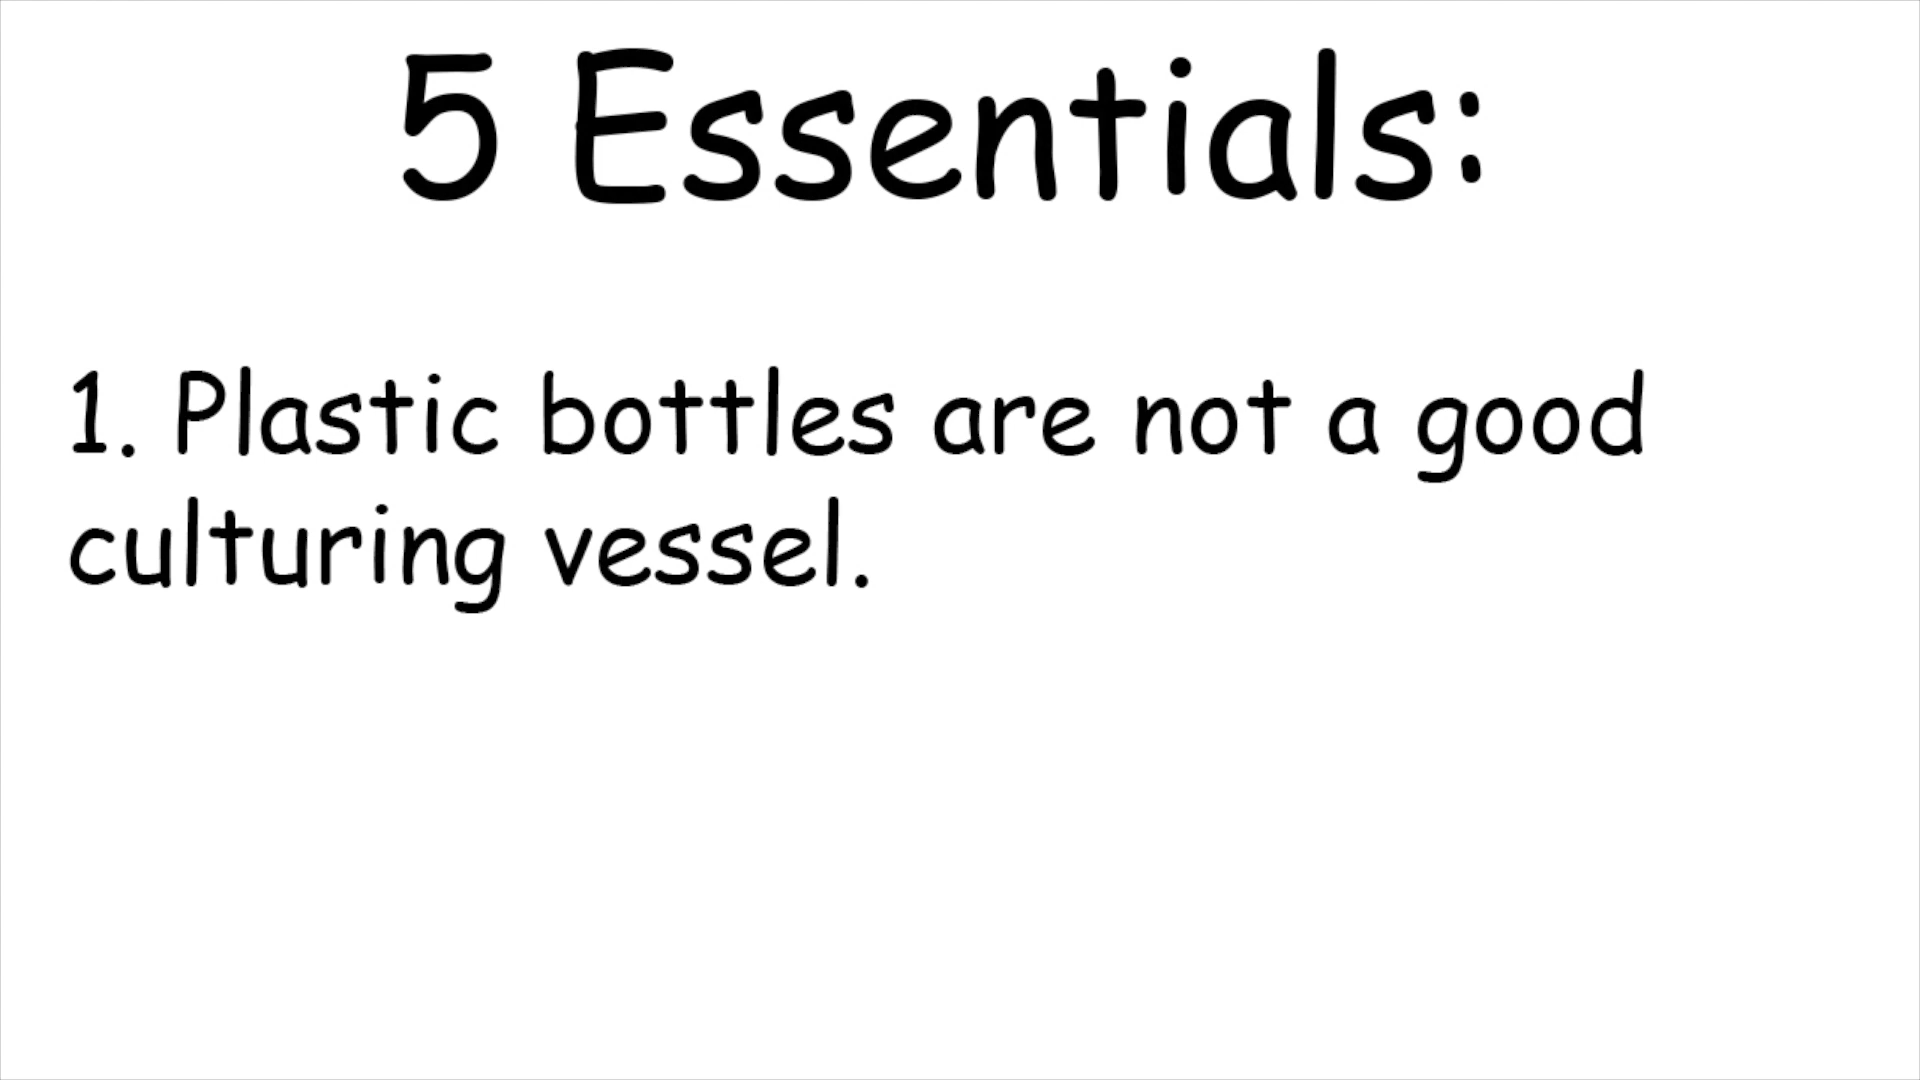 5 Essentials:
1. Plastic bottles are not a good
culturing vessel.